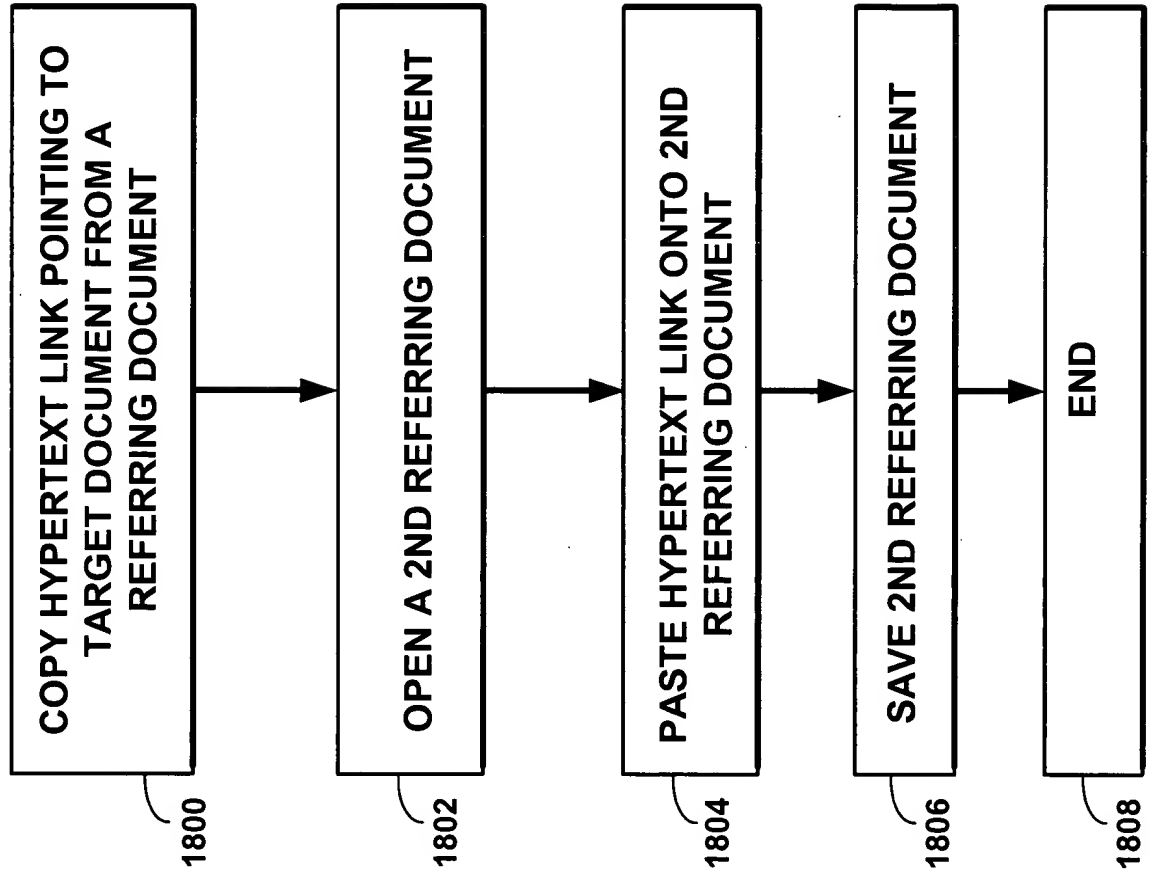 COPY HYPERTEXT LINK POINTING TO
TARGET DOCUMENT FROM A
REFERRING DOCUMENT
1800
OPEN A 2ND REFERRING DOCUMENT
1802
PASTE HYPERTEXT LINK ONTO 2ND
REFERRING DOCUMENT
1804
SAVE 2ND REFERRING DOCUMENT
1806
END
1808